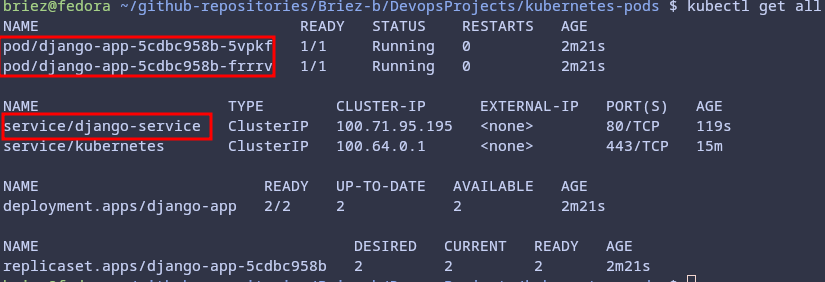 briez@fedora ~/github-repositories/Briez-b/DevopsProjects/kubernetes-pods $ kubectl get all
NAME READY STATUS RESTARTS AGE
pod/django-app-5cdbc958b-5vpkf 1/1 Running 0 2m21s
pod/django-app-5cdbc958b-frrrv 1/1 Running 0 2m21s
NAME TYPE CLUSTER-IP EXTERNAL-IP PORT(S) AGE
service/django-service ClusterIP 100.71.95.195 <none> 80/TCP 119s
service/kubernetes ClusterIP 100.64.0.1 <none> 443/TCP 15m
NAME READY UP-TO-DATE AVAILABLE AGE
deployment.apps/django-app 2/2 2 2 2m21s
NAME DESIRED CURRENT READY AGE
replicaset.apps/django-app-5cdbc958b 2 2 2 2m21s